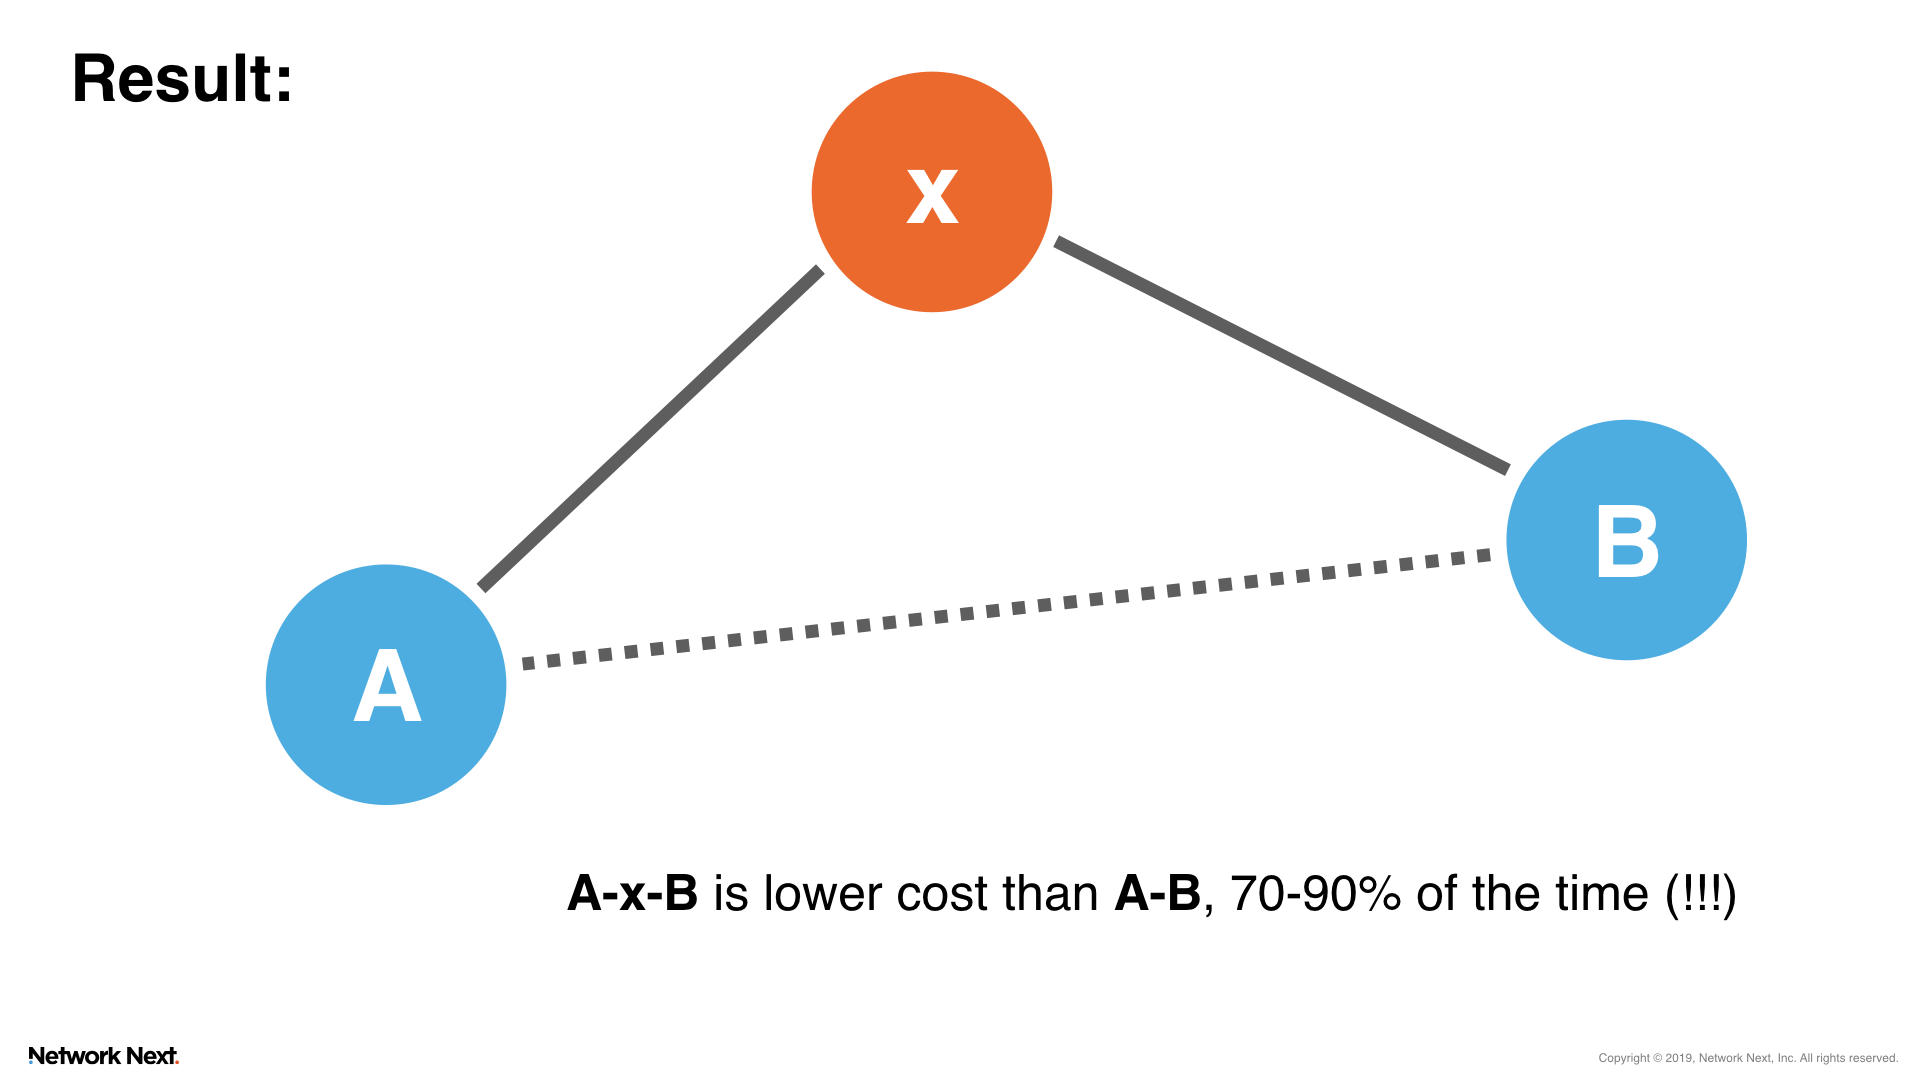 Result:
x
B
A
A-x-B is lower cost than A-B, 70-90% of the time (!!!)
Network Next.
Copyright © 2019, Network Next, Inc. All rights reserved.